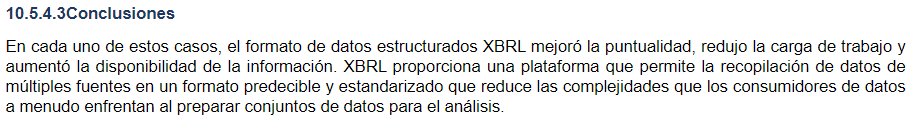 10.5.4.3Conclusiones
En cada uno de estos casos, el formato de datos estructurados XBRL mejoró la puntualidad, redujo la carga de trabajo y
aumentó la disponibilidad de la información. XBRL proporciona una plataforma que permite la recopilación de datos de
múltiples fuentes en un formato predecible y estandarizado que reduce las complejidades que los consumidores de datos
a menudo enfrentan al preparar conjuntos de datos para el análisis.